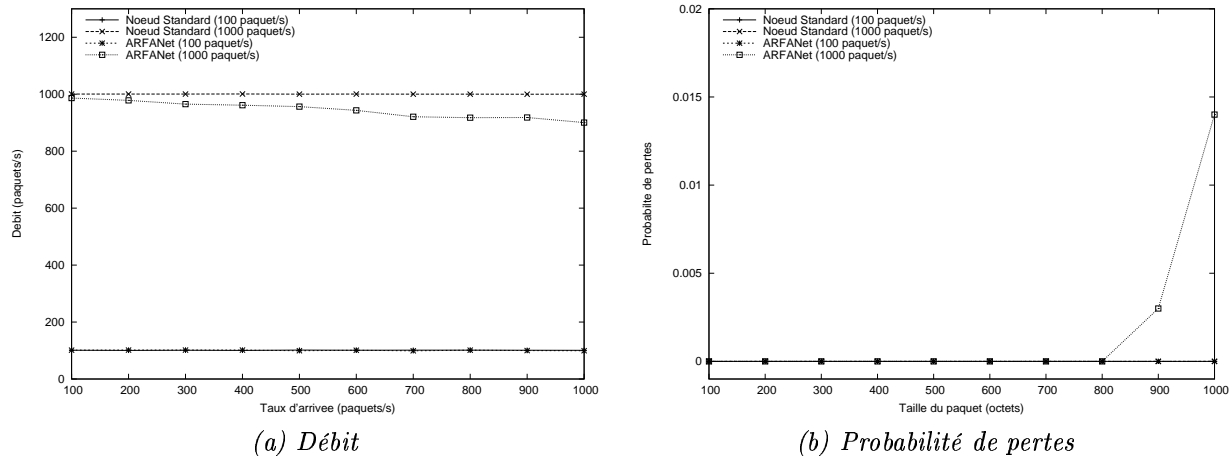 Noeud Standard (100 paquet/s)
Noeud Standard (1000 paquet/s)
ARFANet (100 paquet/s)
ARFANet (1000 paquet/s)
1200
1000
800
600
400
200
0
Debit (paquets/s)
100 200 300 400 500 600 700 800 900 1000
Taux d'arrivee (paquets/s)
(a) Débit
Noeud Standard (100 paquet/s)
Noeud Standard (1000 paquet/s)
ARFANet (100 paquet/s)
ARFANet (1000 paquet/s)
0.02
0.015
0.01
0.005
0
Probabilte de pertes
100 200 300 400 500 600 700 800 900 1000
Taille du paquet (octets)
(b) Probabilité de pertes